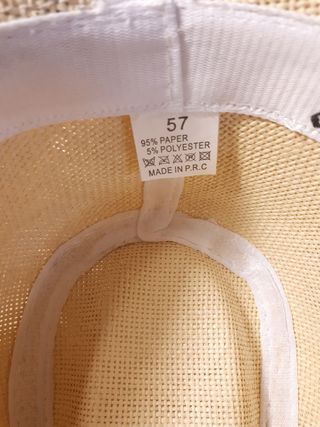 57
95% PAPER
5% POLYESTER
MADE IN P.R.C